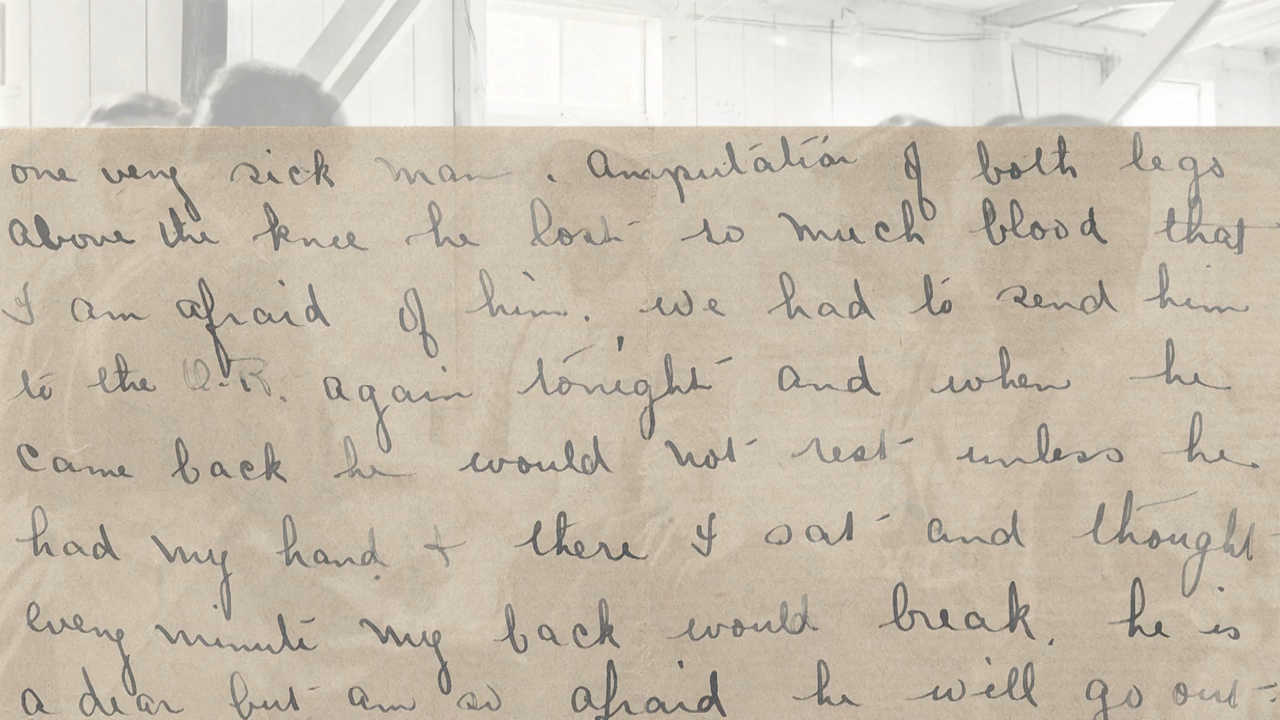 one very sick man. Amputation of both legs
above the knee he lost so much blood that
I am afraid of him. we had to send him
to the O.R. again tonight and when he
came back he would not rest unless he
had my hand + there I sat and thought
every minute my back would break. he is
a dear but am so afraid he will go out